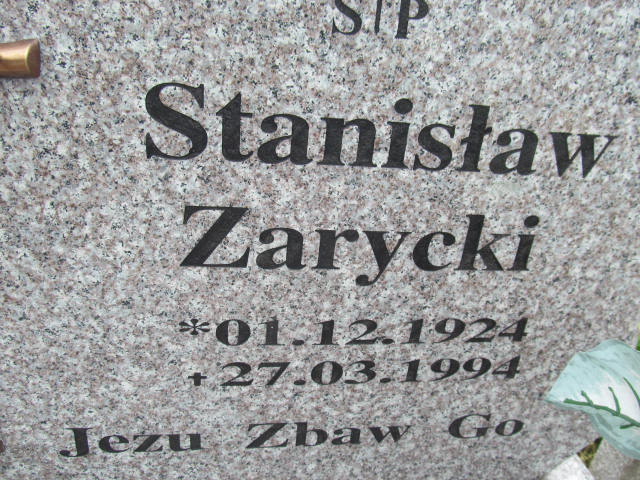 Ś|P
Stanisław
Zarycki
*01.12.1924
+27.03.1994
Jezu Zbaw Go